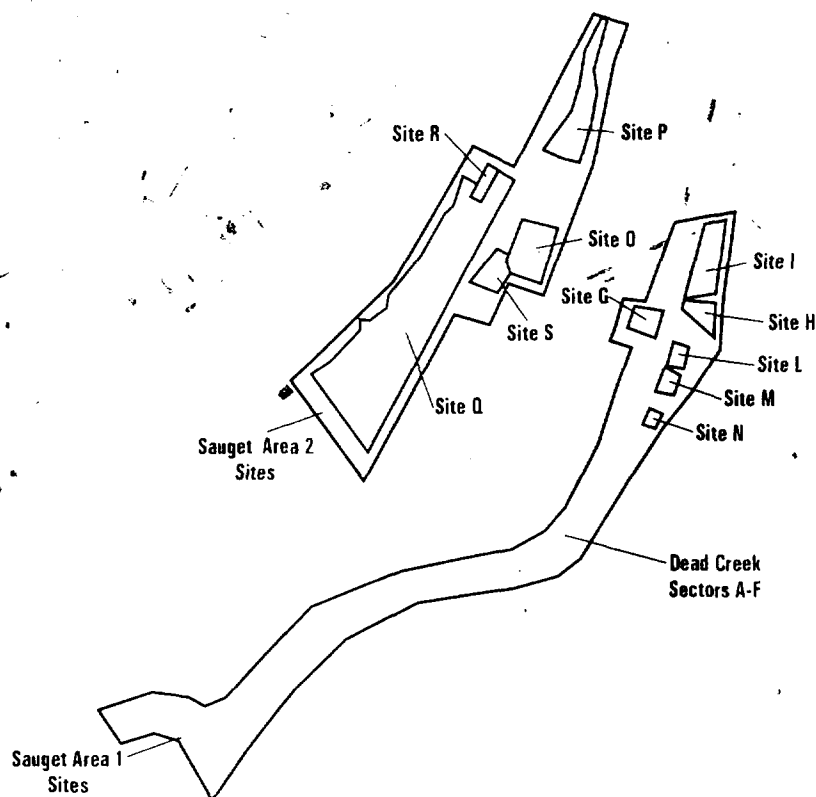 Site P
Site R
Site O
Site I
Site G
Site H
Site S
Site L
Site M
Site Q
Site N
Sauget Area 2
Sites
Dead Creek
Sectors A-F
Sauget Area 1
Sites